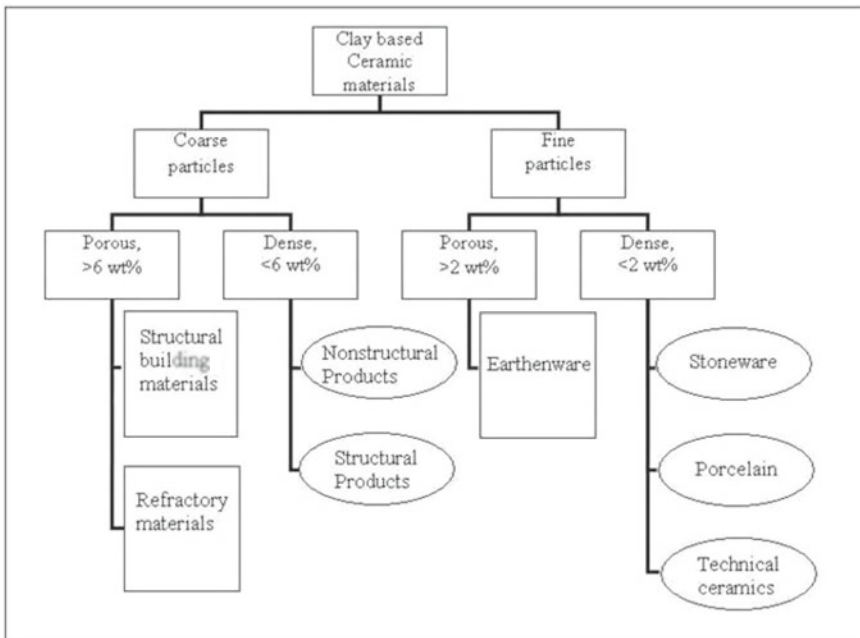 Clay based
Ceramic
materials
Coarse
particles
Fine
particles
Porous,
>6 wt%
Dense,
<6 wt%
Porous,
>2 wt%
Dense,
<2 wt%
Structural
building
materials
Nonstructural
Products
Earthenware
Stoneware
Refractory
materials
Structural
Products
Porcelain
Technical
ceramics